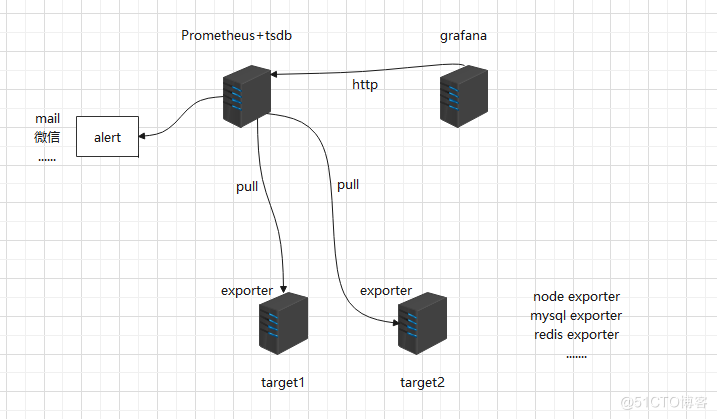 Prometheus+tsdb
grafana
http
mail
微信
......
alert
pull
pull
exporter
exporter
node exporter
mysql exporter
redis exporter
.......
target1
target2
@51CTO博客